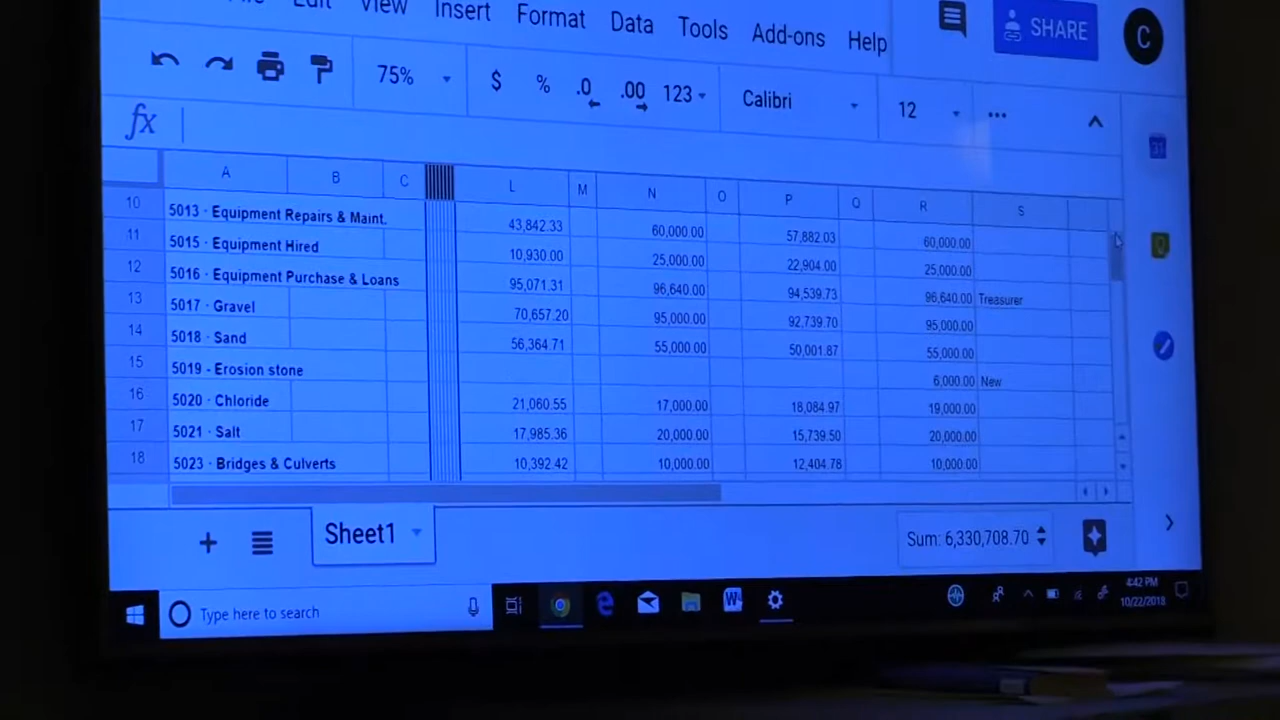 Edit View Insert Format Data Tools Add-ons Help SHARE C
75% $ % .0 .00 123 Calibri 12 ...
fx
31
A B C L M N O P Q R S
10 5013 · Equipment Repairs & Maint. 43,842.33 60,000.00 57,882.03 60,000.00
11 5015 · Equipment Hired 10,930.00 25,000.00 22,904.00 25,000.00
12 5016 · Equipment Purchase & Loans 95,071.31 96,640.00 94,539.73 96,640.00 Treasurer
13 5017 · Gravel 70,657.20 95,000.00 92,739.70 95,000.00
14 5018 · Sand 56,364.71 55,000.00 50,001.87 55,000.00
15 5019 - Erosion stone 6,000.00 New
16 5020 · Chloride 21,060.55 17,000.00 18,084.97 19,000.00
17 5021 · Salt 17,985.36 20,000.00 15,739.50 20,000.00
18 5023 · Bridges & Culverts 10,392.42 10,000.00 12,404.78 10,000.00
+ Sheet1 Sum: 6,330,708.70
Type here to search W 4:42 PM
10/22/2018